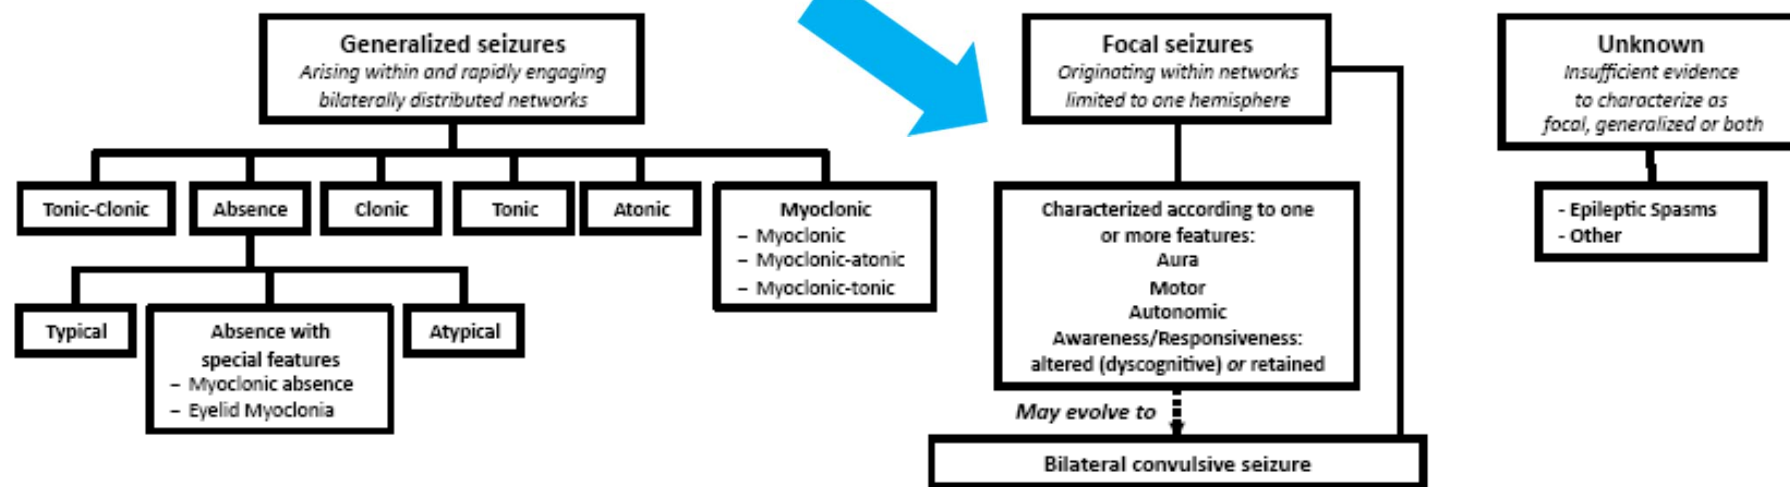 Generalized seizures
Arising within and rapidly engaging
bilaterally distributed networks
Tonic-Clonic
Absence
Clonic
Tonic
Atonic
Myoclonic
– Myoclonic
– Myoclonic-atonic
– Myoclonic-tonic
Typical
Absence with
special features
– Myoclonic absence
– Eyelid Myoclonia
Atypical
Focal seizures
Originating within networks
limited to one hemisphere
Characterized according to one
or more features:
Aura
Motor
Autonomic
Awareness/Responsiveness:
altered (dyscognitive) or retained
May evolve to
Bilateral convulsive seizure
Unknown
Insufficient evidence
to characterize as
focal, generalized or both
- Epileptic Spasms
- Other